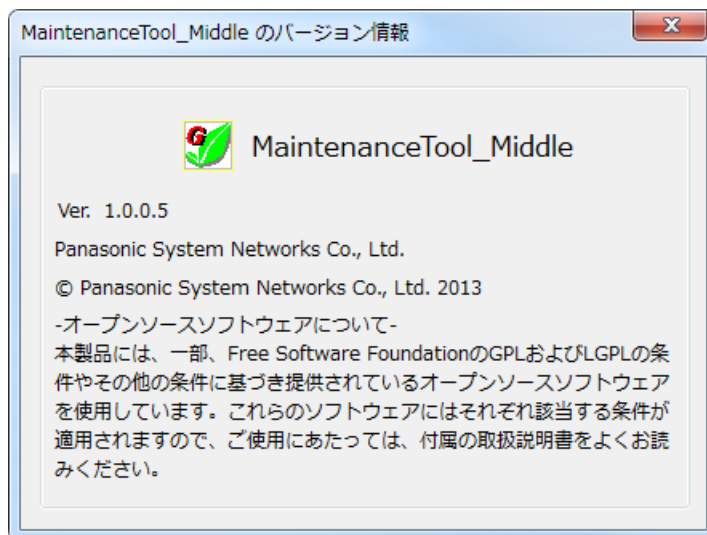 MaintenanceTool_Middle のバージョン情報
G
MaintenanceTool_Middle
Ver. 1.0.0.5
Panasonic System Networks Co., Ltd.
© Panasonic System Networks Co., Ltd. 2013
-オープンソースソフトウェアについて-
本製品には、一部、Free Software FoundationのGPLおよびLGPLの条
件やその他の条件に基づき提供されているオープンソースソフトウェア
を使用しています。これらのソフトウェアにはそれぞれ該当する条件が
適用されますので、ご使用にあたっては、付属の取扱説明書をよくお読
みください。